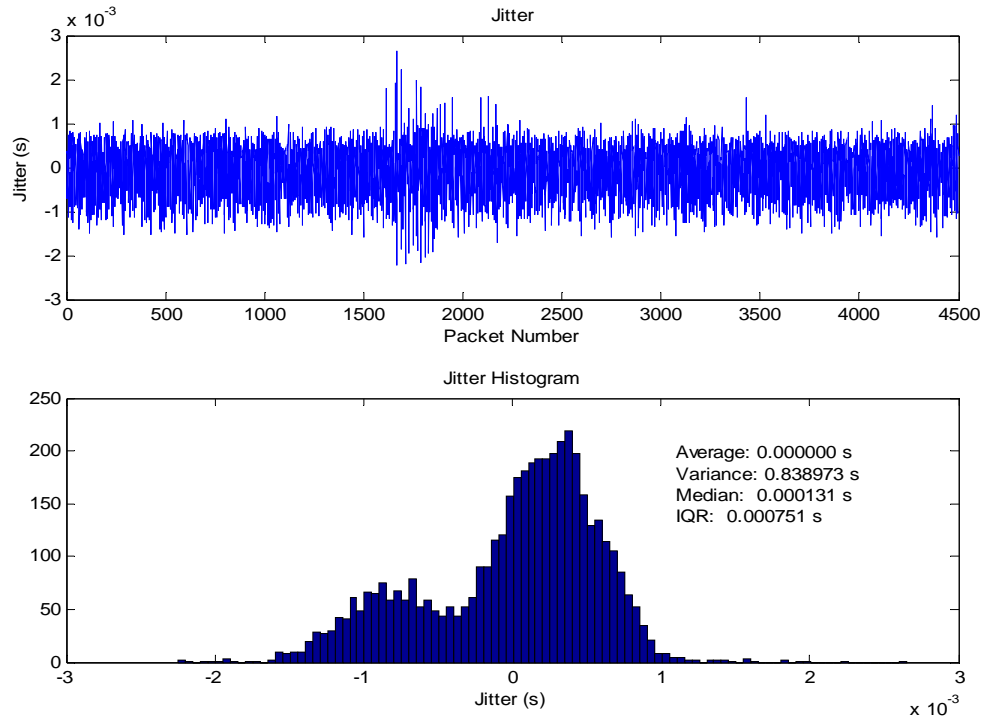 Jitter
x 10-3
3
2
1
0
-1
-2
-3
Jitter (s)
0 500 1000 1500 2000 2500 3000 3500 4000 4500
Packet Number
Jitter Histogram
250
200
150
100
50
0
Average: 0.000000 s
Variance: 0.838973 s
Median: 0.000131 s
IQR: 0.000751 s
-3 -2 -1 0 1 2 3
Jitter (s)
x 10-3